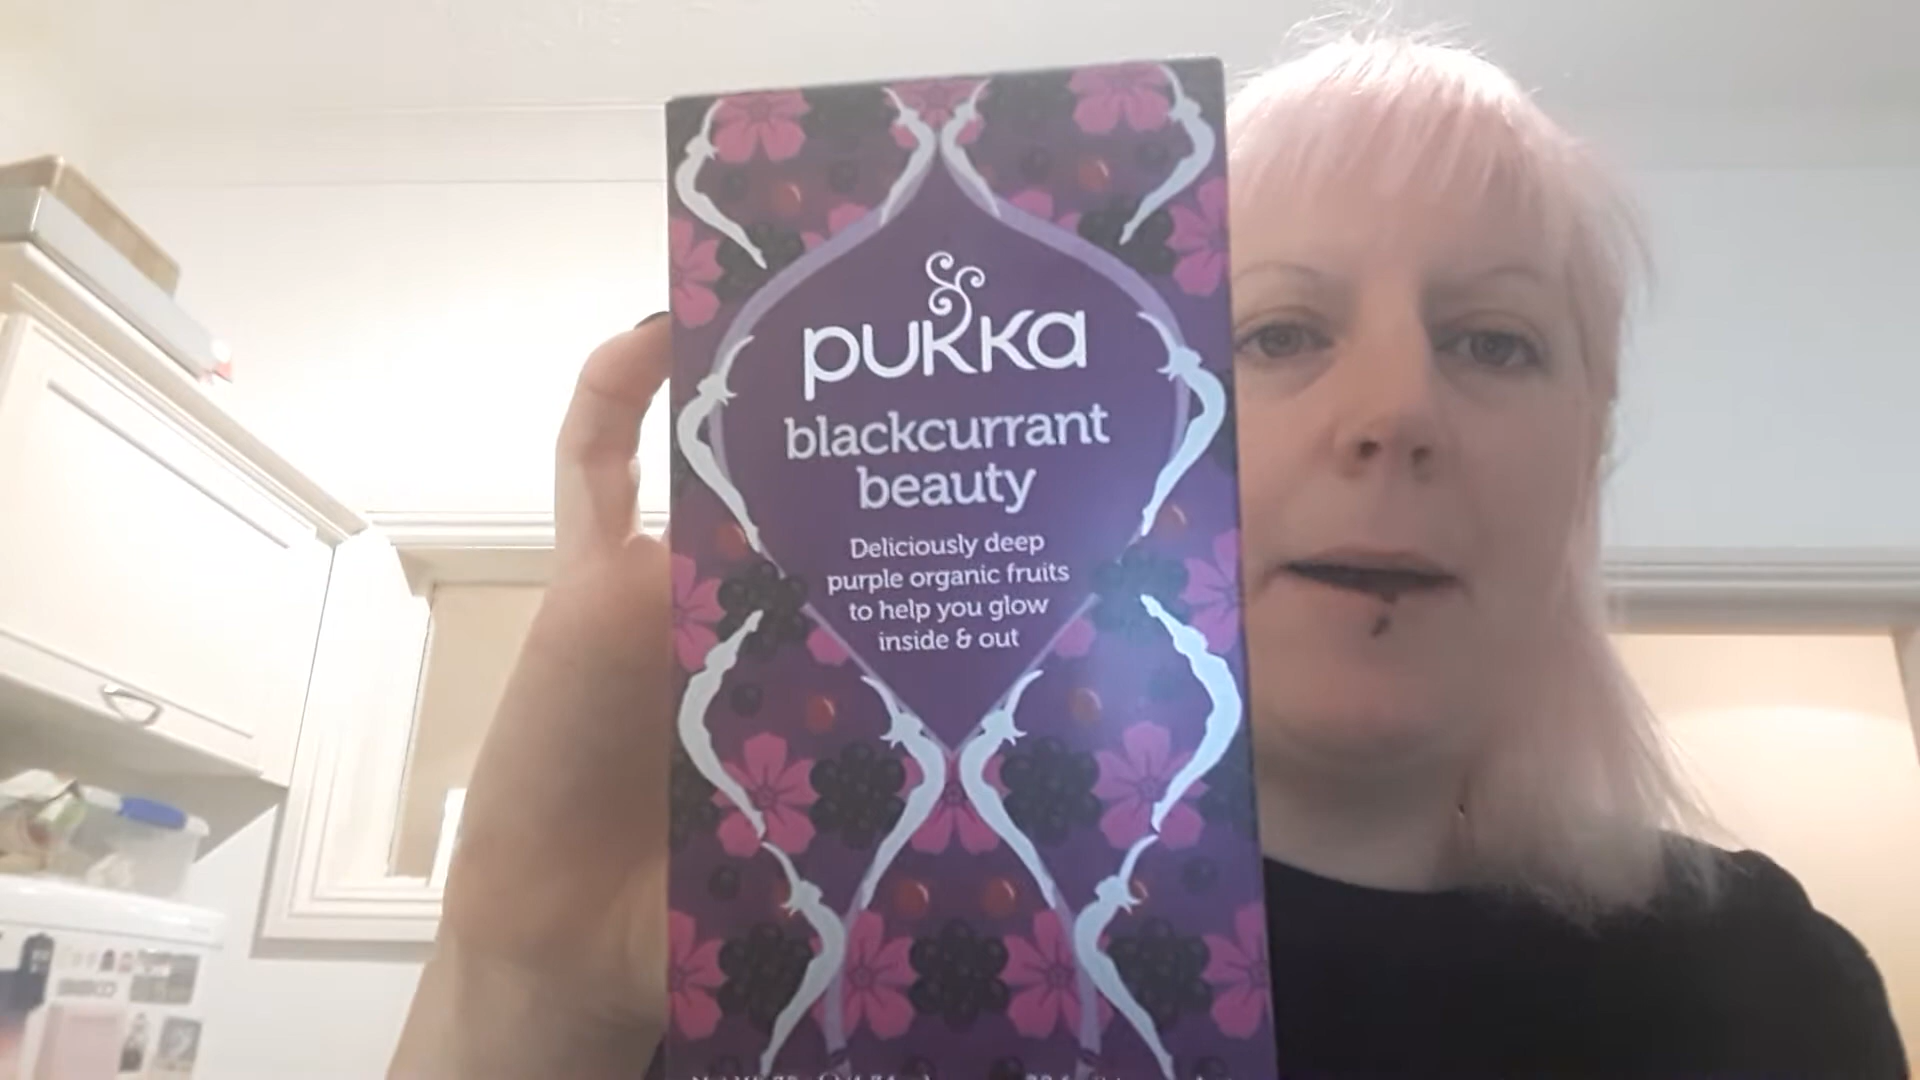 pukka
blackcurrant
beauty
Deliciously deep
purple organic fruits
to help you glow
inside & out